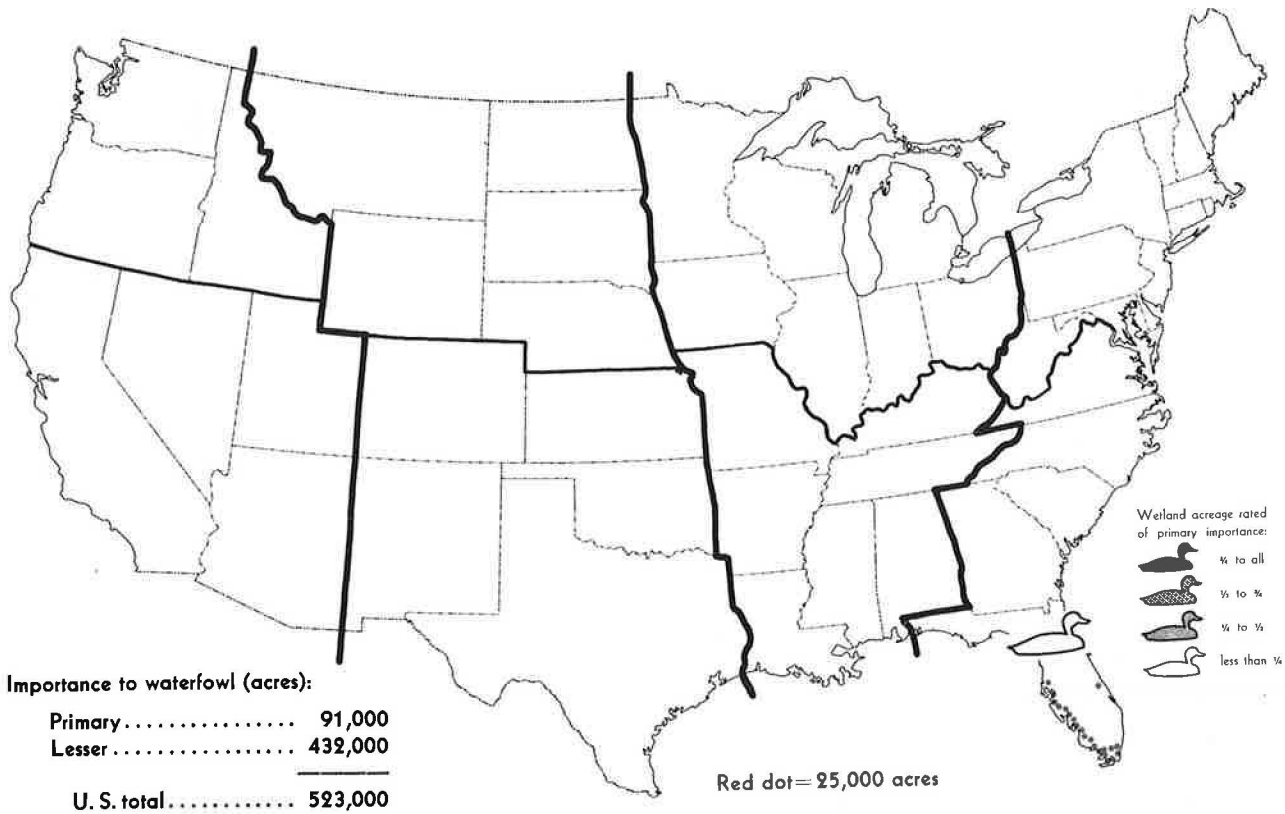 Wetland acreage rated
of primary importance:
¾ to all
½ to ¾
¼ to ½
less than ¼
Importance to waterfowl (acres):
Primary................ 91,000
Lesser................. 432,000
U. S. total............ 523,000
Red dot=25,000 acres